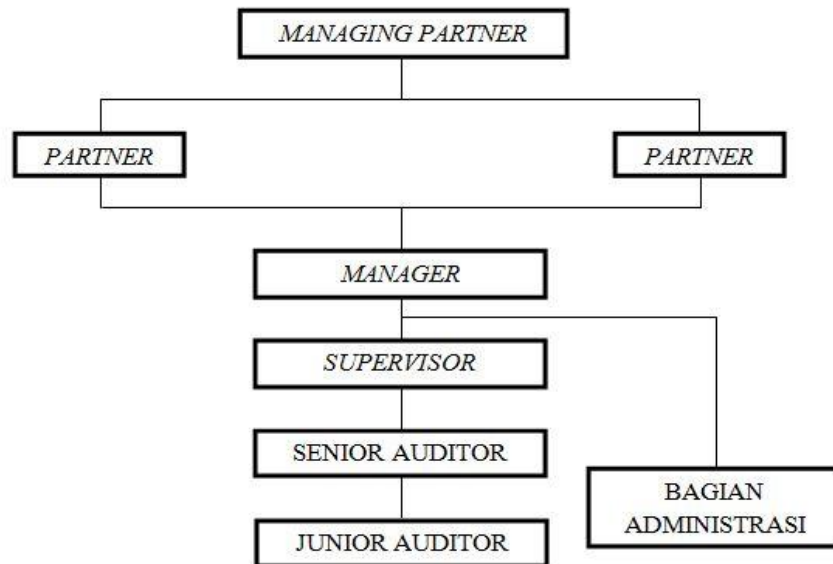 MANAGING PARTNER
PARTNER
PARTNER
MANAGER
SUPERVISOR
SENIOR AUDITOR
BAGIAN
ADMINISTRASI
JUNIOR AUDITOR